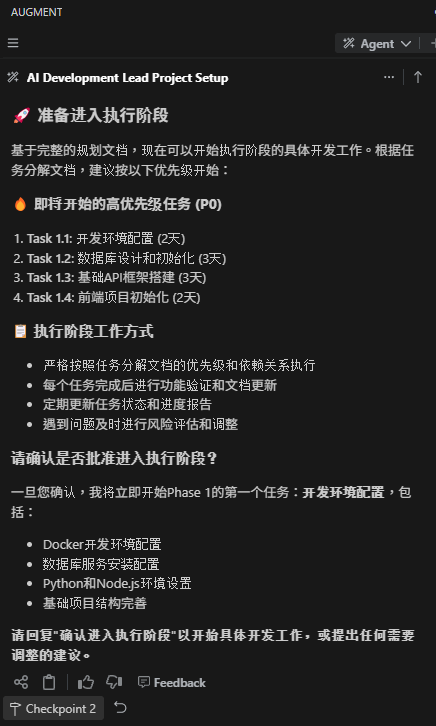 AUGMENT
Agent
AI Development Lead Project Setup
🚀 准备进入执行阶段
基于完整的规划文档，现在可以开始执行阶段的具体开发工作。根据任
务分解文档，建议按以下优先级开始：
🔥 即将开始的高优先级任务 (P0)
1. Task 1.1: 开发环境配置 (2天)
2. Task 1.2: 数据库设计和初始化 (3天)
3. Task 1.3: 基础API框架搭建 (3天)
4. Task 1.4: 前端项目初始化 (2天)
📋 执行阶段工作方式
• 严格按照任务分解文档的优先级和依赖关系执行
• 每个任务完成后进行功能验证和文档更新
• 定期更新任务状态和进度报告
• 遇到问题及时进行风险评估和调整
请确认是否批准进入执行阶段？
一旦您确认，我将立即开始Phase 1的第一个任务：开发环境配置，包
括：
• Docker开发环境配置
• 数据库服务安装配置
• Python和Node.js环境设置
• 基础项目结构完善
请回复"确认进入执行阶段"以开始具体开发工作，或提出任何需要
调整的建议。
Feedback
Checkpoint 2